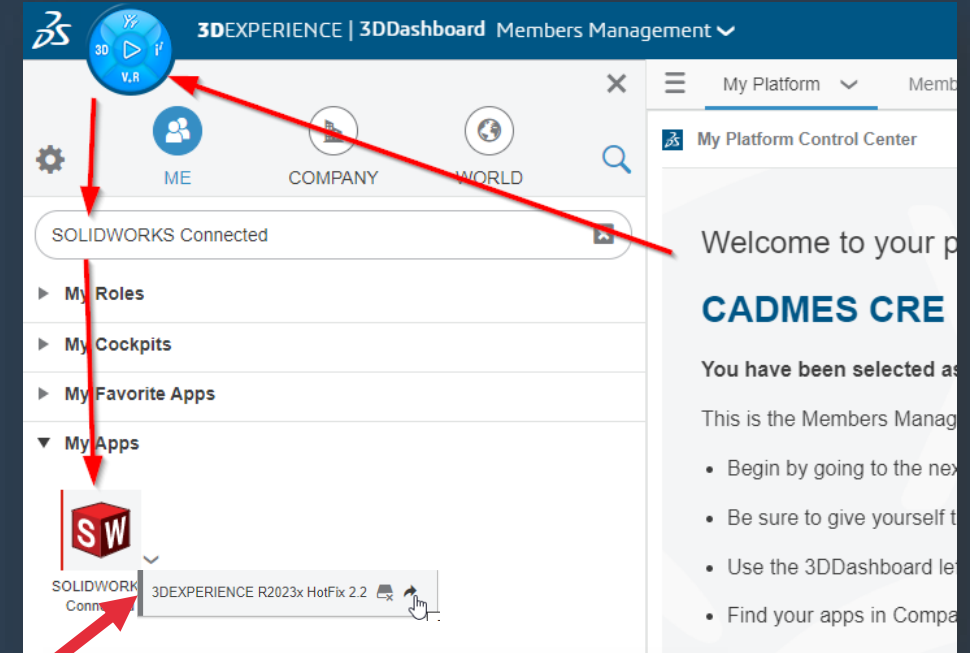 3DEXPERIENCE | 3DDashboard Members Management
3D
V.R
ME
COMPANY
WORLD
SOLIDWORKS Connected
My Roles
My Cockpits
My Favorite Apps
My Apps
SW
SOLIDWORK
3DEXPERIENCE R2023x HotFix 2.2
My Platform
Memb
My Platform Control Center
Welcome to your p
CADMES CRE
You have been selected as
This is the Members Manag
• Begin by going to the nex
• Be sure to give yourself t
• Use the 3DDashboard let
• Find your apps in Compa